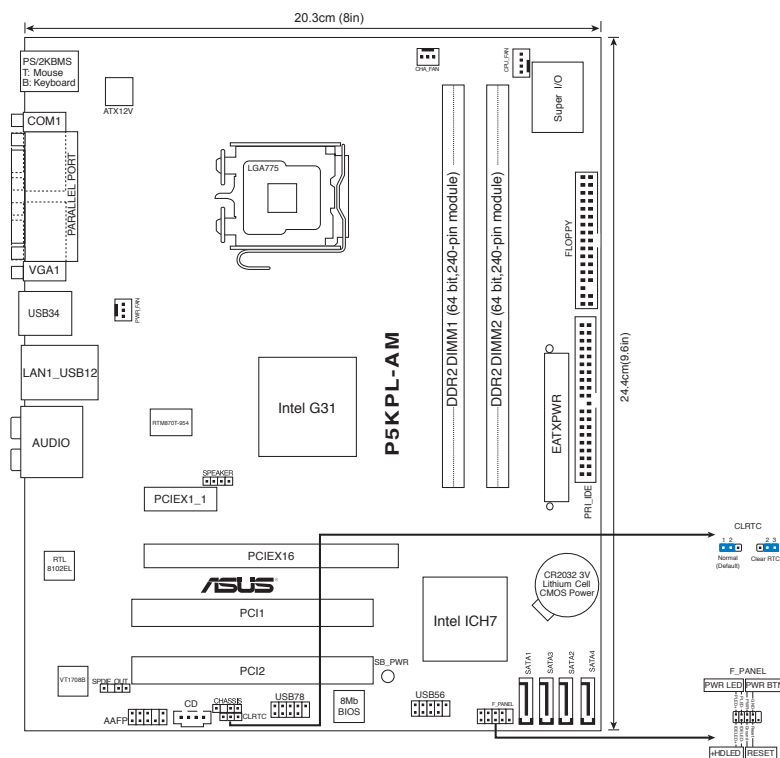 20.3cm (8in)
PS/2KBMS
T: Mouse
B: Keyboard
ATX12V
CHA_FAN
CPU_FAN
Super I/O
COM1
PARALLEL PORT
VGA1
LGA775
DDR2 DIMM1 (64 bit,240-pin module)
DDR2 DIMM2 (64 bit,240-pin module)
FLOPPY
USB34
PWR_FAN
24.4cm(9.6in)
LAN1_USB12
Intel G31
P5KPL-AM
EATXPWR
RTM870T-954
AUDIO
SPEAKER
PCIEX1_1
PRI_IDE
CLRTC
1 2
2 3
Normal
(Default)
Clear RTC
PCIEX16
RTL
8102EL
ASUS
CR2032 3V
Lithium Cell
CMOS Power
PCI1
Intel ICH7
PCI2
SB_PWR
SATA1
SATA3
SATA2
SATA4
VT1708B
SPDIF_OUT
AAFP
CD
CHASSIS
CLRTC
USB78
8Mb
BIOS
USB56
F_PANEL
F_PANEL
PWR LED
PWR BTN
+HDLED
RESET